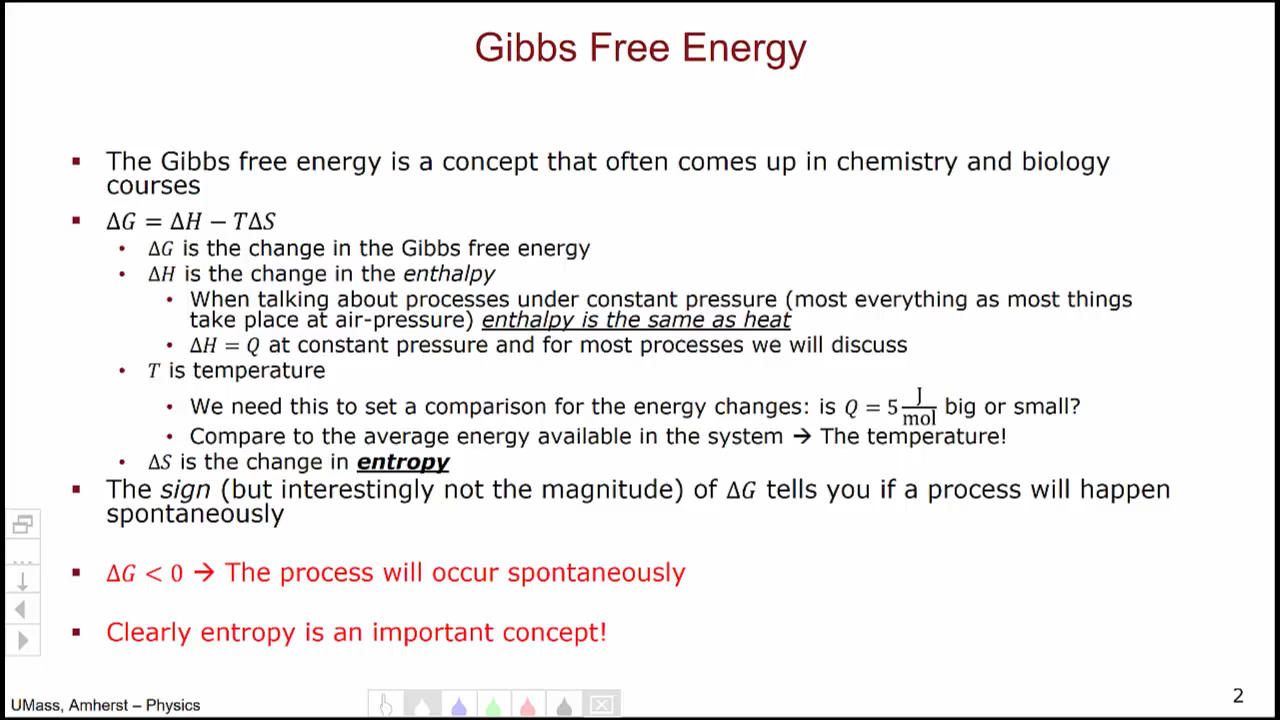 Gibbs Free Energy
▪ The Gibbs free energy is a concept that often comes up in chemistry and biology
courses
▪ Δ𝐺 = Δ𝐻 − 𝑇Δ𝑆
• Δ𝐺 is the change in the Gibbs free energy
• Δ𝐻 is the change in the enthalpy
• When talking about processes under constant pressure (most everything as most things
take place at air-pressure) enthalpy is the same as heat
• Δ𝐻 = 𝑄 at constant pressure and for most processes we will discuss
• 𝑇 is temperature
• We need this to set a comparison for the energy changes: is 𝑄 = 5 J/mol big or small?
• Compare to the average energy available in the system → The temperature!
• Δ𝑆 is the change in entropy
▪ The sign (but interestingly not the magnitude) of Δ𝐺 tells you if a process will happen
spontaneously
▪ Δ𝐺 < 0 → The process will occur spontaneously
▪ Clearly entropy is an important concept!
UMass, Amherst – Physics
2